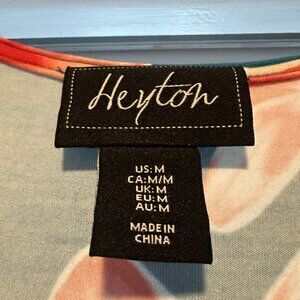 Heyton
US: M
CA: M/M
UK: M
EU: M
AU: M
MADE IN
CHINA